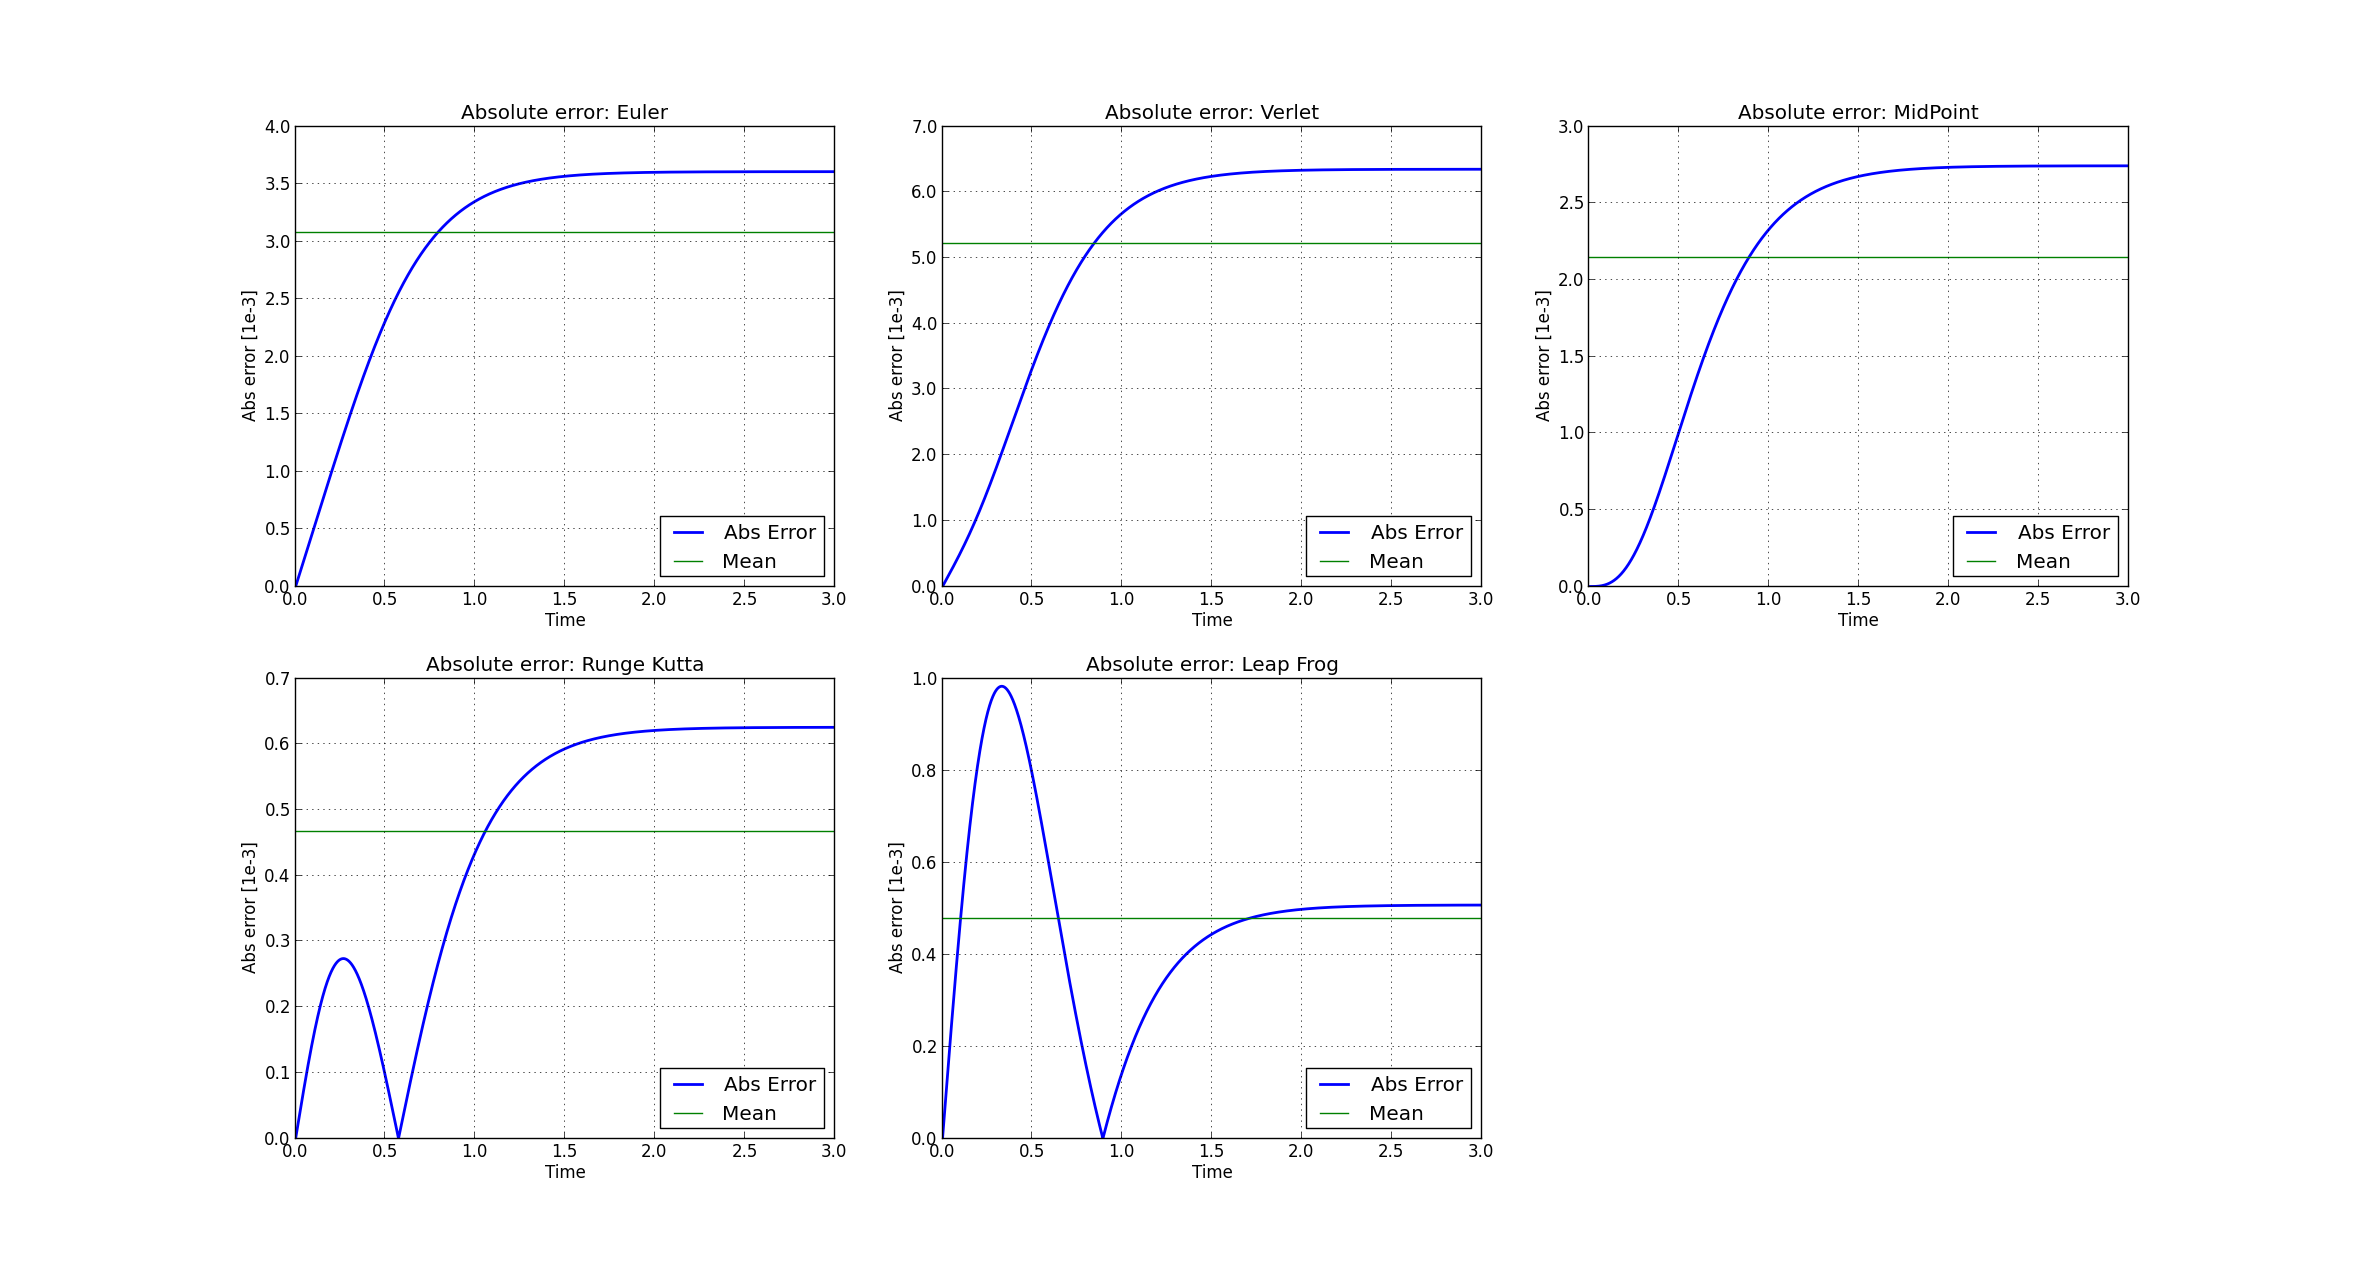 Absolute error: Euler
4.0
3.5
3.0
2.5
2.0
1.5
1.0
0.5
0.0
Abs error [1e-3]
Abs Error
Mean
0.0 0.5 1.0 1.5 2.0 2.5 3.0
Time
Absolute error: Verlet
7.0
6.0
5.0
4.0
3.0
2.0
1.0
0.0
Abs error [1e-3]
Abs Error
Mean
0.0 0.5 1.0 1.5 2.0 2.5 3.0
Time
Absolute error: MidPoint
3.0
2.5
2.0
1.5
1.0
0.5
0.0
Abs error [1e-3]
Abs Error
Mean
0.0 0.5 1.0 1.5 2.0 2.5 3.0
Time
Absolute error: Runge Kutta
0.7
0.6
0.5
0.4
0.3
0.2
0.1
0.0
Abs error [1e-3]
Abs Error
Mean
0.0 0.5 1.0 1.5 2.0 2.5 3.0
Time
Absolute error: Leap Frog
1.0
0.8
0.6
0.4
0.2
0.0
Abs error [1e-3]
Abs Error
Mean
0.0 0.5 1.0 1.5 2.0 2.5 3.0
Time